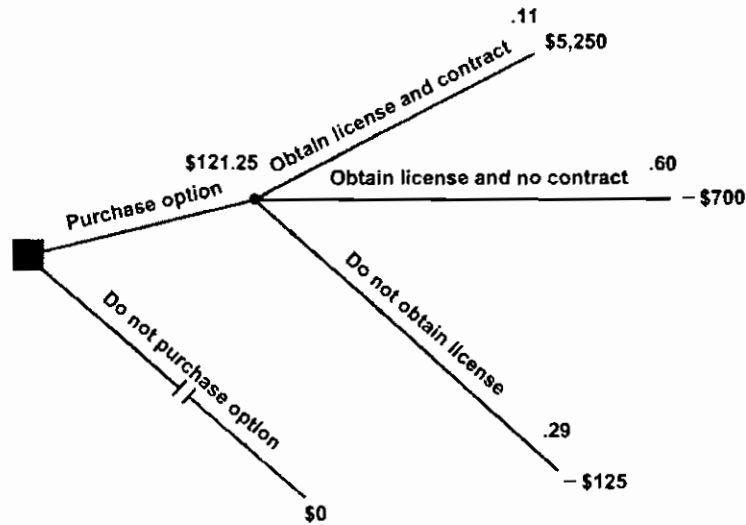 .11
$5,250
Obtain license and contract
$121.25
.60
Obtain license and no contract
– $700
Purchase option
Do not obtain license
.29
– $125
Do not purchase option
$0